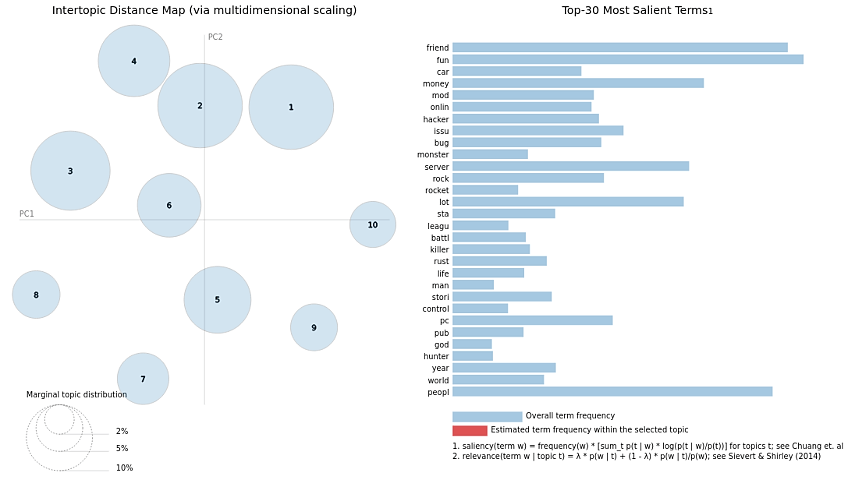 Intertopic Distance Map (via multidimensional scaling)
PC2
4
2
1
3
6
PC1
10
8
5
9
7
Marginal topic distribution
2%
5%
10%
Top-30 Most Salient Terms1
friend
fun
car
money
mod
onlin
hacker
issu
bug
monster
server
rock
rocket
lot
sta
leagu
battl
killer
rust
life
man
stori
control
pc
pub
god
hunter
year
world
peopl
Overall term frequency
Estimated term frequency within the selected topic
1. saliency(term w) = frequency(w) * [sum_t p(t | w) * log(p(t | w)/p(t))] for topics t; see Chuang et. al
2. relevance(term w | topic t) = λ * p(w | t) + (1 - λ) * p(w | t)/p(w); see Sievert & Shirley (2014)